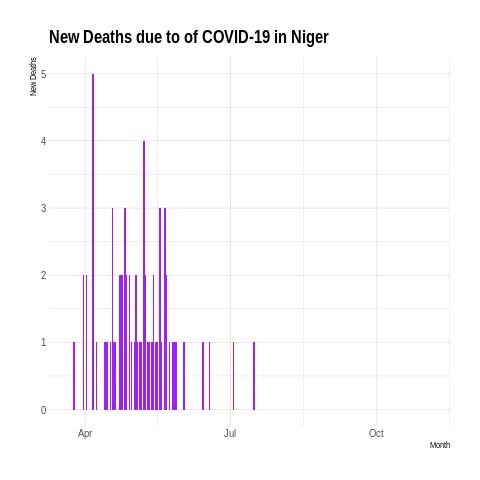 New Deaths due to of COVID-19 in Niger
New Deaths
5
4
3
2
1
0
Apr
Jul
Oct
Month